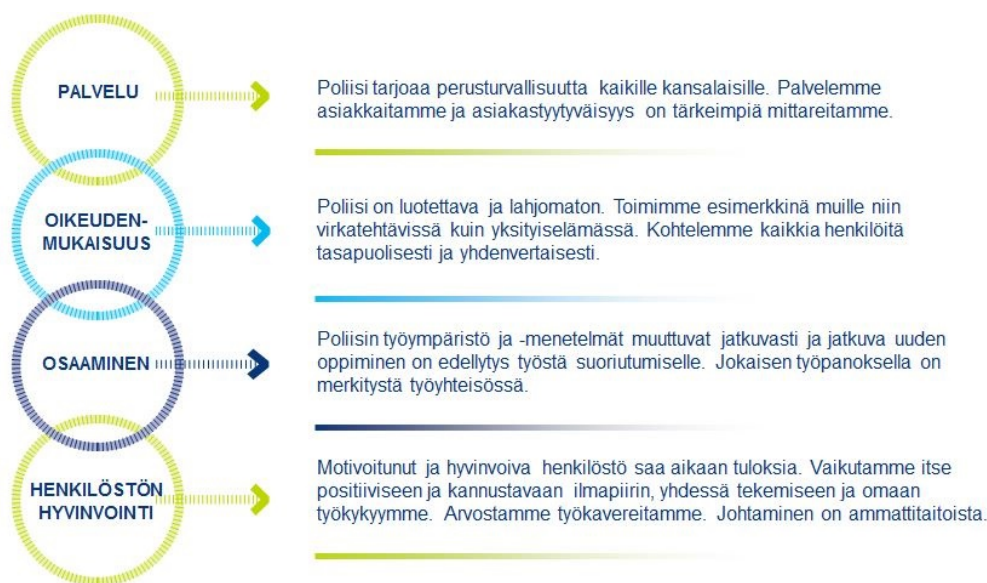 PALVELU
Poliisi tarjoaa perusturvallisuutta kaikille kansalaisille. Palvelemme
asiakkaitamme ja asiakastyytyväisyys on tärkeimpiä mittareitamme.
OIKEUDEN-
MUKAISUUS
Poliisi on luotettava ja lahjomaton. Toimimme esimerkkinä muille niin
virkatehtävissä kuin yksityiselämässä. Kohtelemme kaikkia henkilöitä
tasapuolisesti ja yhdenvertaisesti.
OSAAMINEN
Poliisin työympäristö ja -menetelmät muuttuvat jatkuvasti ja jatkuva uuden
oppiminen on edellytys työstä suoriutumiselle. Jokaisen työpanoksella on
merkitystä työyhteisössä.
HENKILÖSTÖN
HYVINVOINTI
Motivoitunut ja hyvinvoiva henkilöstö saa aikaan tuloksia. Vaikutamme itse
positiiviseen ja kannustavaan ilmapiirin, yhdessä tekemiseen ja omaan
työkykyymme. Arvostamme työkavereitamme. Johtaminen on ammattitaitoista.